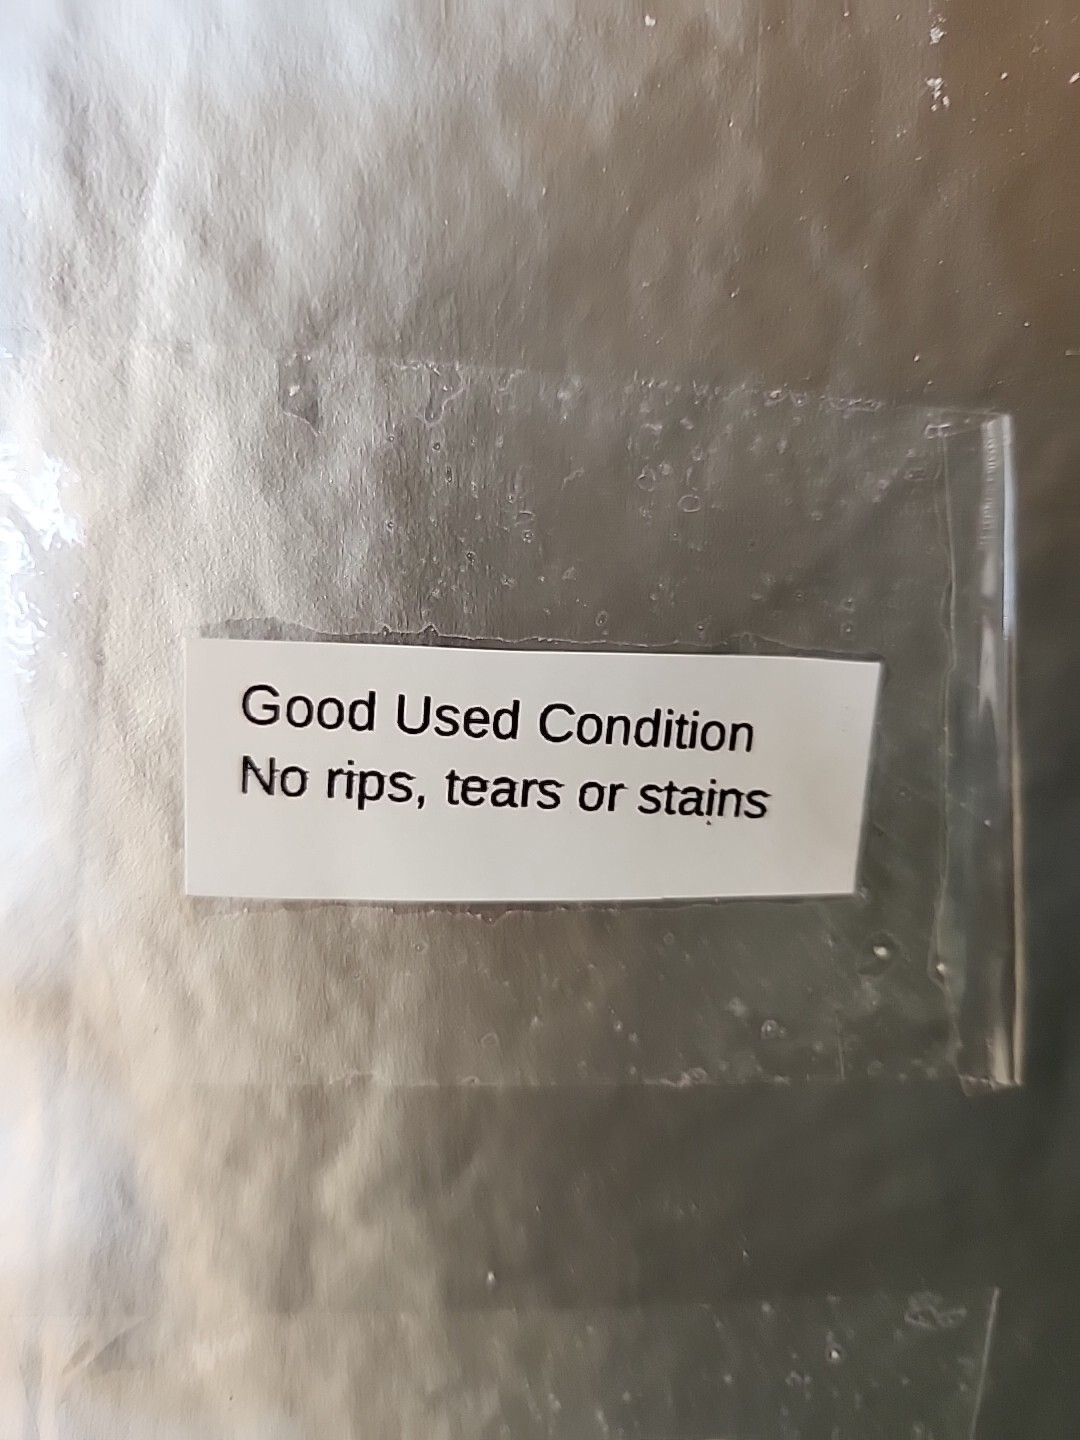 Good Used Condition
No rips, tears or stains